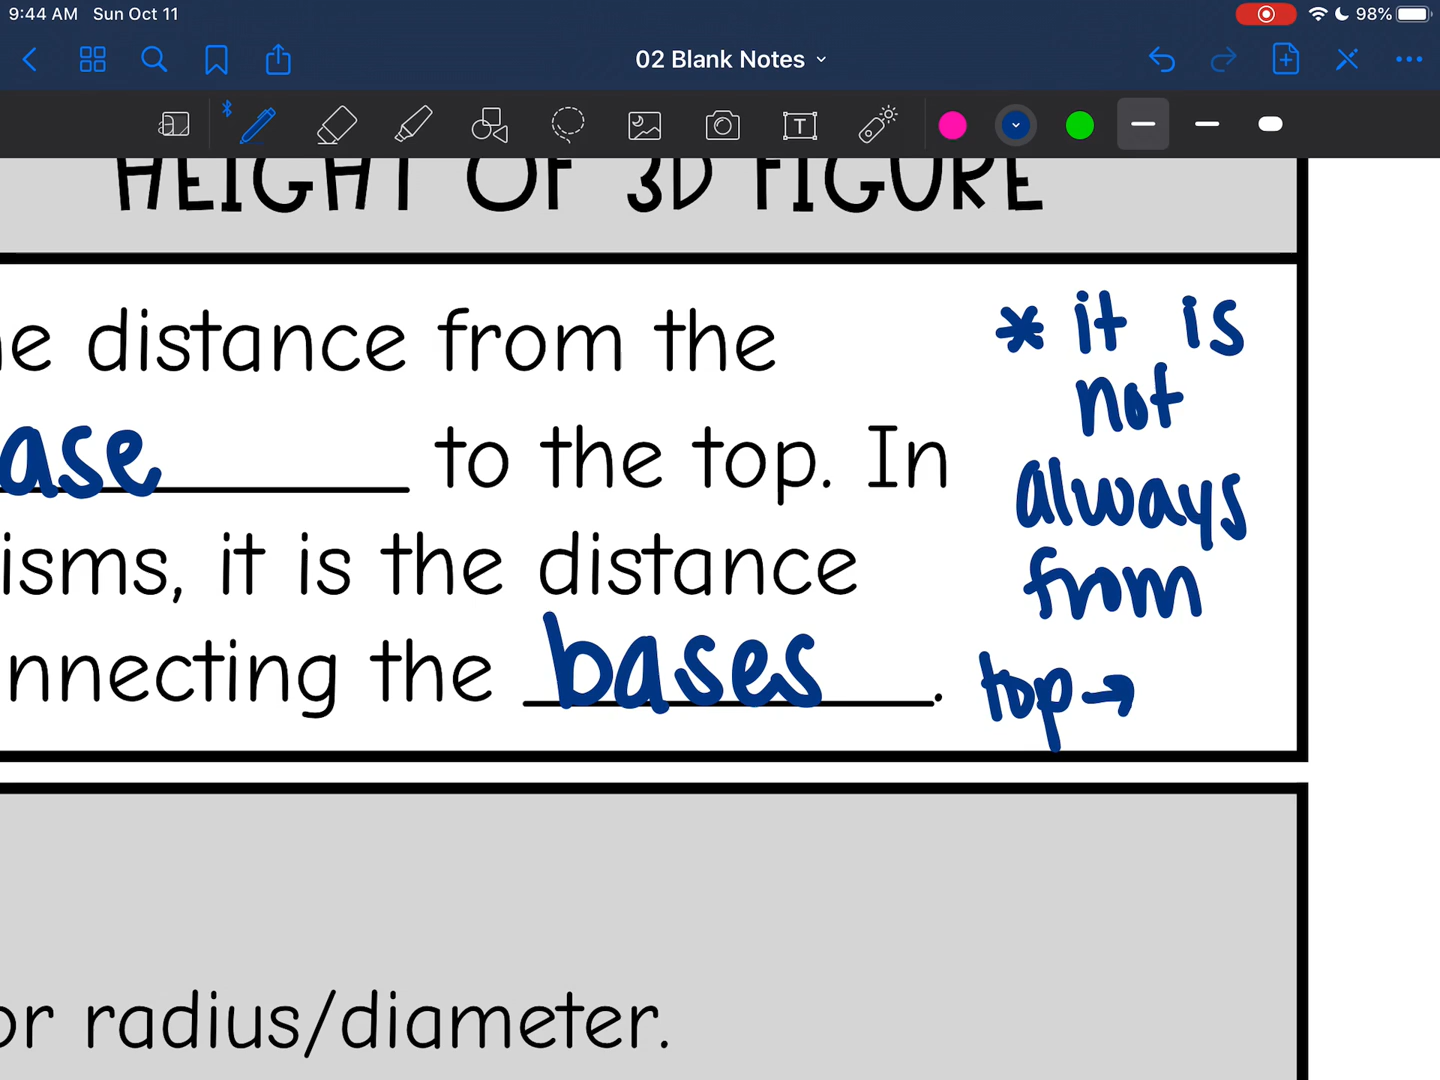 9:44 AM Sun Oct 11 98%
02 Blank Notes
T
HEIGHT OF 3D FIGURE
e distance from the
ase to the top. In
isms, it is the distance
nnecting the bases.
* it is
not
always
from
top →
or radius/diameter.